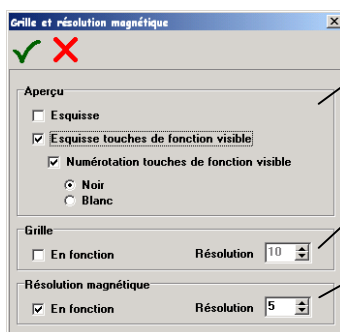 Grille et résolution magnétique
Aperçu
Esquisse
Esquisse touches de fonction visible
Numérotation touches de fonction visible
Noir
Blanc
Grille
En fonction Résolution 10
Résolution magnétique
En fonction Résolution 5